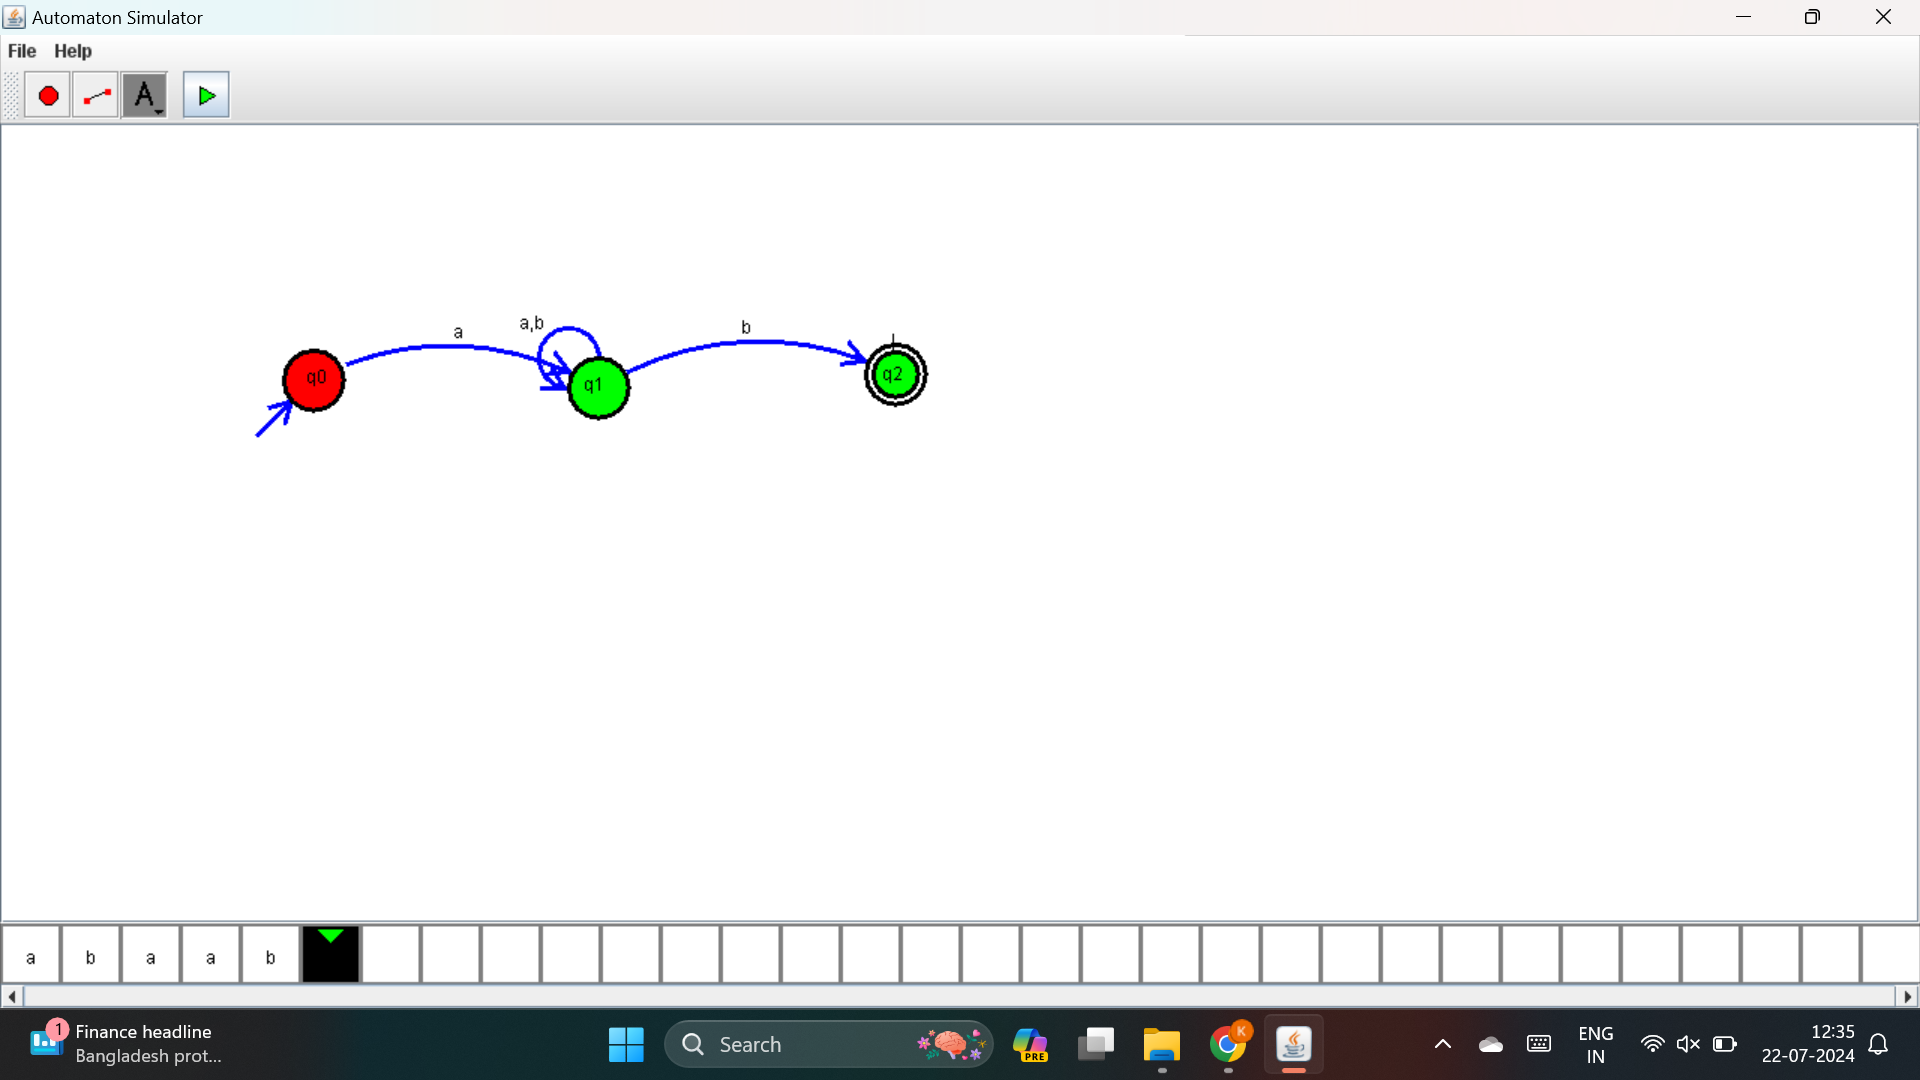 Automaton Simulator
File Help
A
a
a,b
b
q0
q1
q2
a b a a b
1
Finance headline
Bangladesh prot...
Search
PRE
K
ENG
IN
12:35
22-07-2024